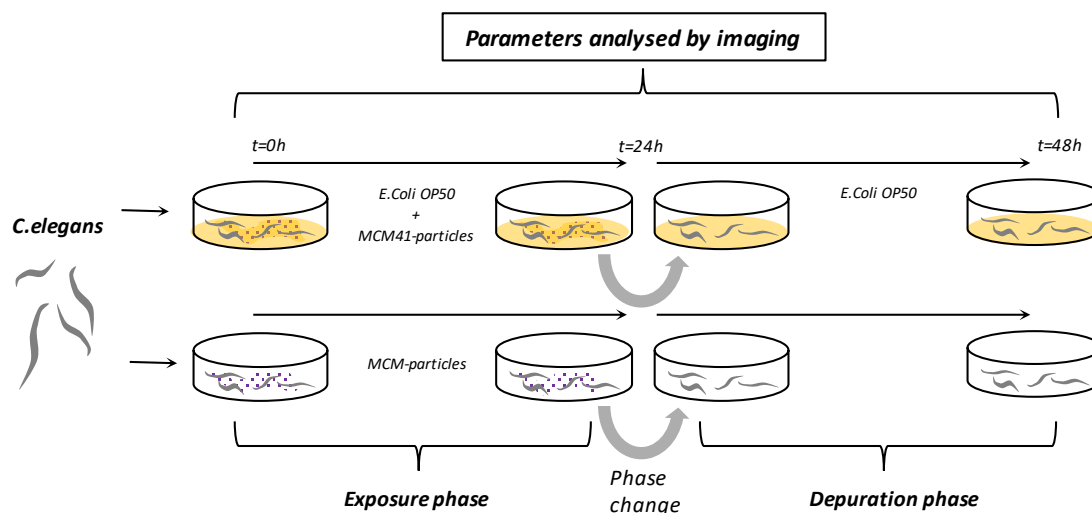 Parameters analysed by imaging
t=0h
t=24h
t=48h
E.Coli OP50
+
MCM41-particles
E.Coli OP50
C.elegans
MCM-particles
Exposure phase
Phase
change
Depuration phase